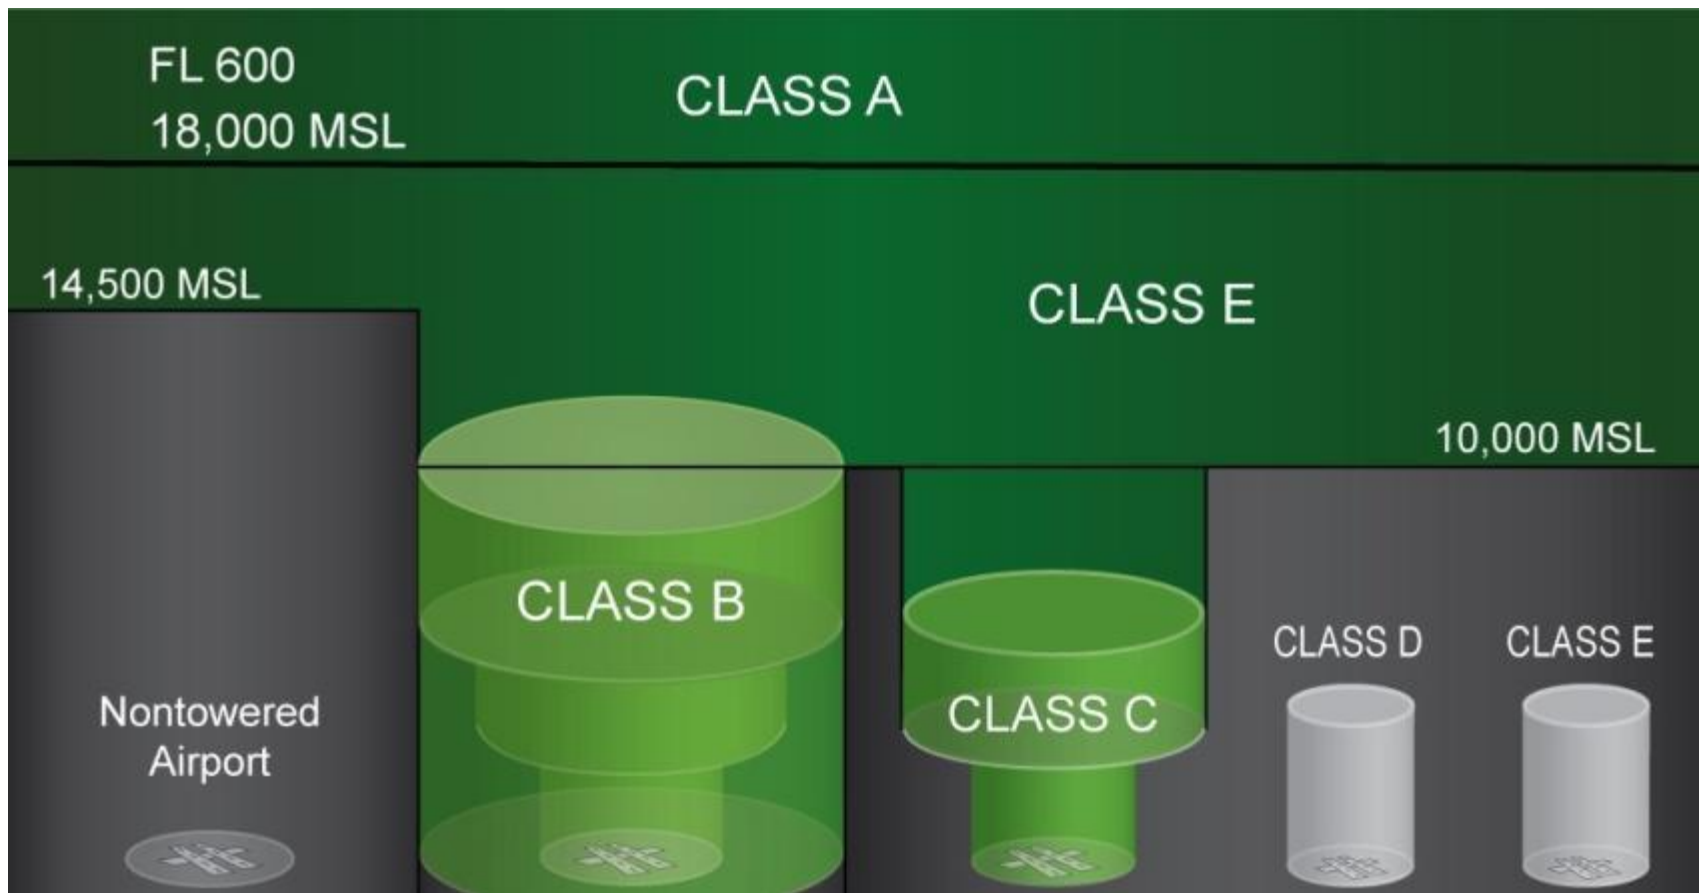 FL 600
18,000 MSL
CLASS A
14,500 MSL
CLASS E
10,000 MSL
CLASS B
CLASS D
CLASS E
Nontowered
Airport
CLASS C